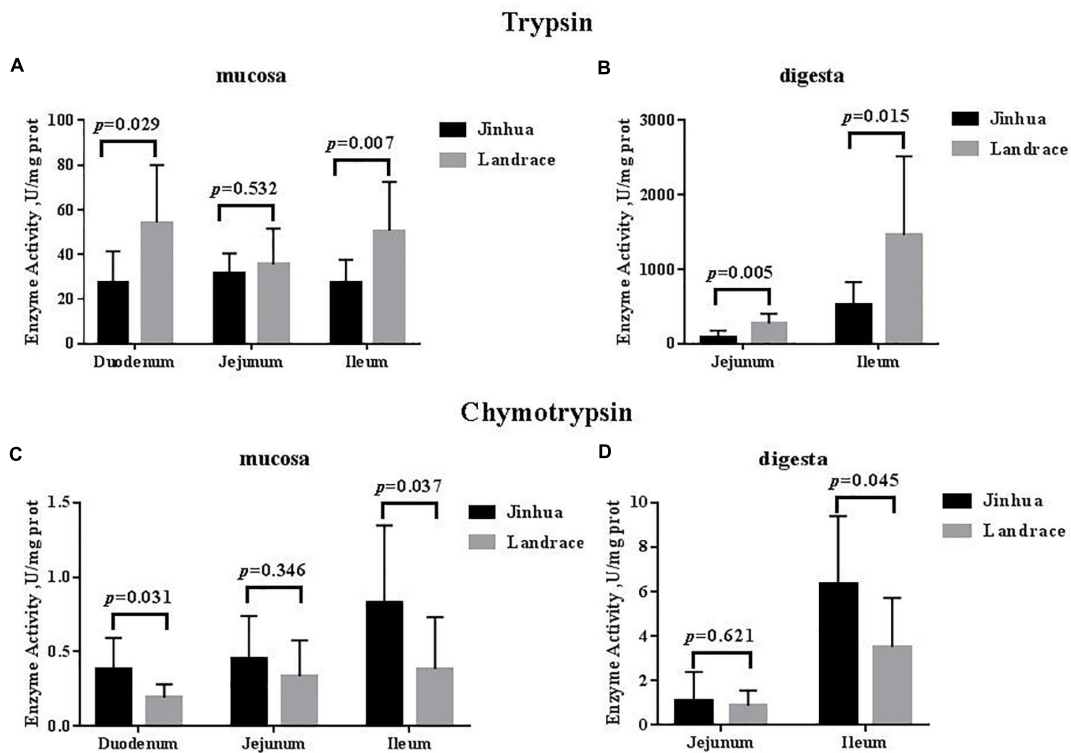 Trypsin
A
mucosa
Enzyme Activity ,U/mg prot
100
80
60
40
20
0
p=0.029
p=0.532
p=0.007
Duodenum
Jejunum
Ileum
Jinhua
Landrace
B
digesta
Enzyme Activity ,U/mg prot
3000
2000
1000
0
p=0.005
p=0.015
Jejunum
Ileum
Jinhua
Landrace
Chymotrypsin
C
mucosa
Enzyme Activity ,U/mg prot
1.5
1.0
0.5
0.0
p=0.031
p=0.346
p=0.037
Duodenum
Jejunum
Ileum
Jinhua
Landrace
D
digesta
Enzyme Activity ,U/mg prot
10
8
6
4
2
0
p=0.621
p=0.045
Jejunum
Ileum
Jinhua
Landrace